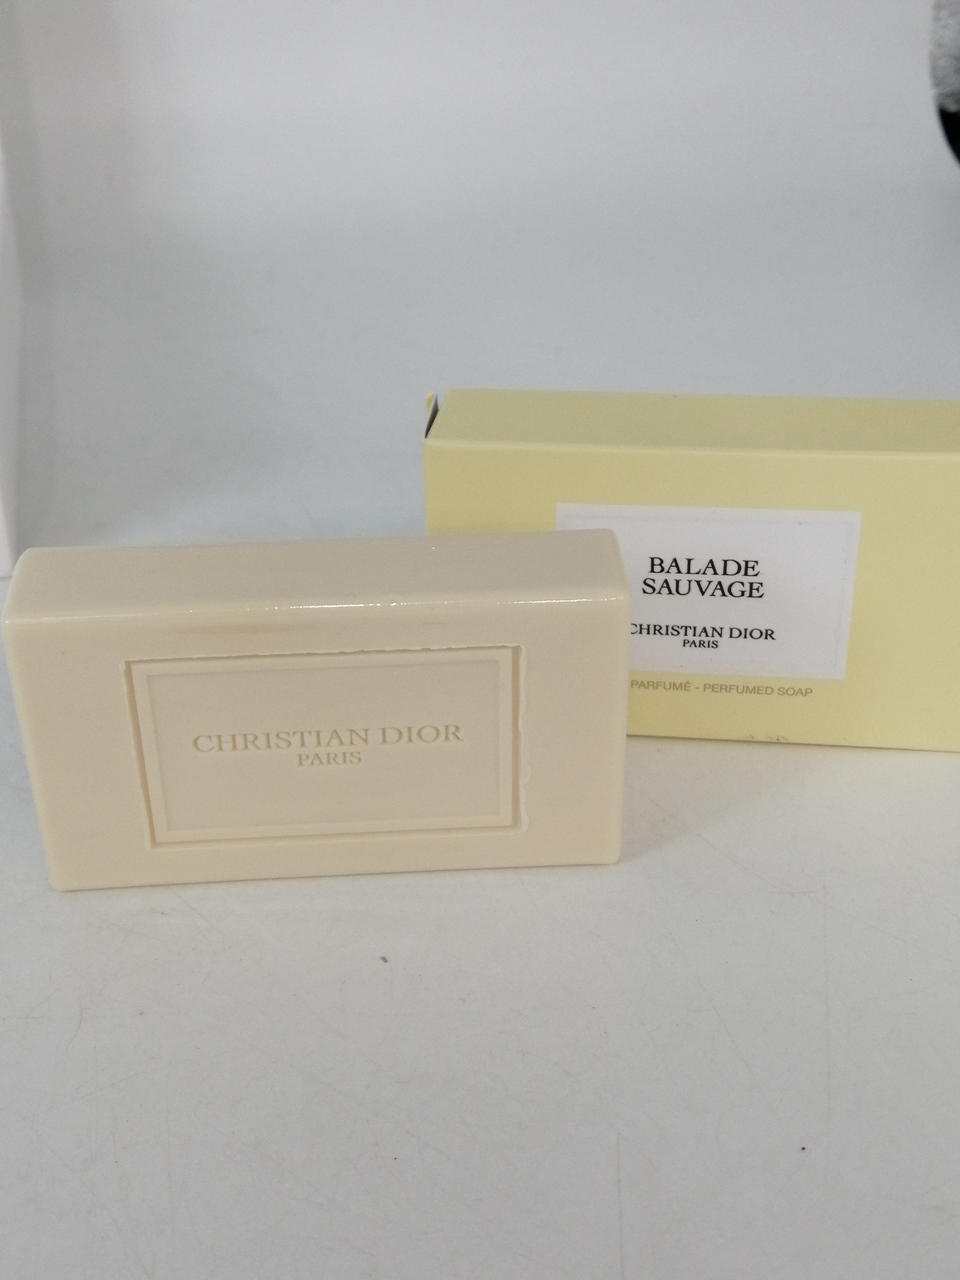 CHRISTIAN DIOR
PARIS
BALADE
SAUVAGE
CHRISTIAN DIOR
PARIS
PARFUMÉ - PERFUMED SOAP